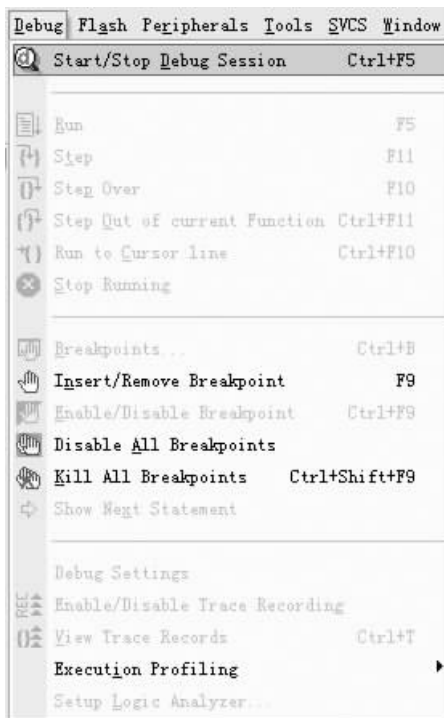 Debug Flash Peripherals Tools SVCS Window
Start/Stop Debug Session Ctrl+F5
Run F5
Step F11
Step Over F10
Step Out of current Function Ctrl+F11
Run to Cursor line Ctrl+F10
Stop Running
Breakpoints... Ctrl+B
Insert/Remove Breakpoint F9
Enable/Disable Breakpoint Ctrl+F9
Disable All Breakpoints
Kill All Breakpoints Ctrl+Shift+F9
Show Next Statement
Debug Settings
REC Enable/Disable Trace Recording
View Trace Records Ctrl+T
Execution Profiling
Setup Logic Analyzer...